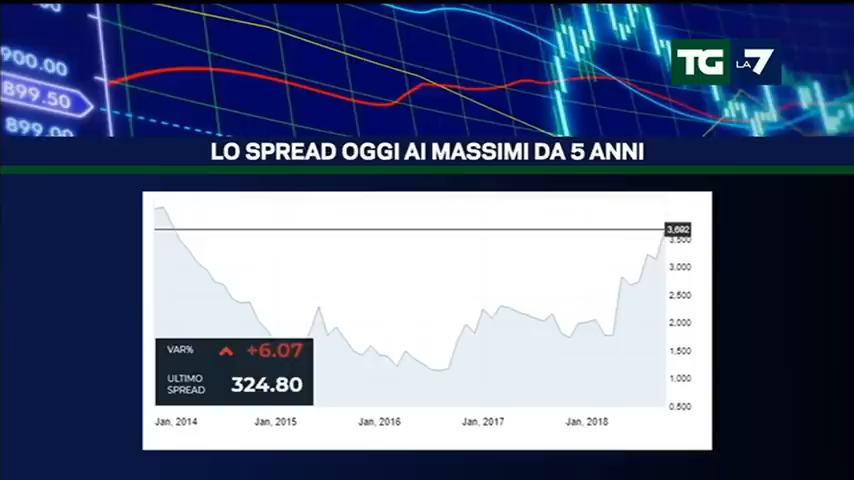 900.00
899.50
899.00
TG LA 7
LO SPREAD OGGI AI MASSIMI DA 5 ANNI
3,692
3,500
3,000
2,500
2,000
1,500
1,000
0,500
VAR% +6.07
ULTIMO SPREAD 324.80
Jan, 2014 Jan, 2015 Jan, 2016 Jan, 2017 Jan, 2018